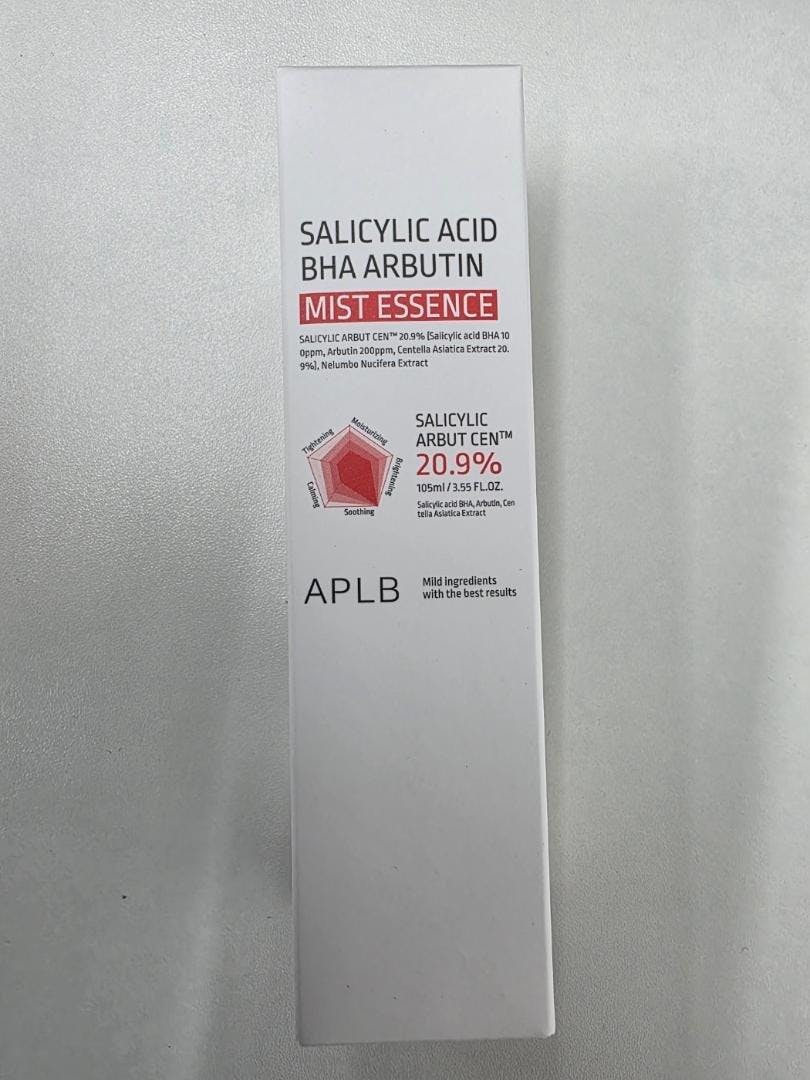 SALICYLIC ACID
BHA ARBUTIN
MIST ESSENCE
SALICYLIC ARBUT CEN™ 20.9% [Salicylic acid BHA 10
0ppm, Arbutin 200ppm, Centella Asiatica Extract 20.
9%], Nelumbo Nucifera Extract
Tightening
Moisturizing
Brightening
Calming
Soothing
SALICYLIC
ARBUT CEN™
20.9%
105ml / 3.55 FL.OZ.
Salicylic acid BHA, Arbutin, Cen
tella Asiatica Extract
APLB
Mild ingredients
with the best results